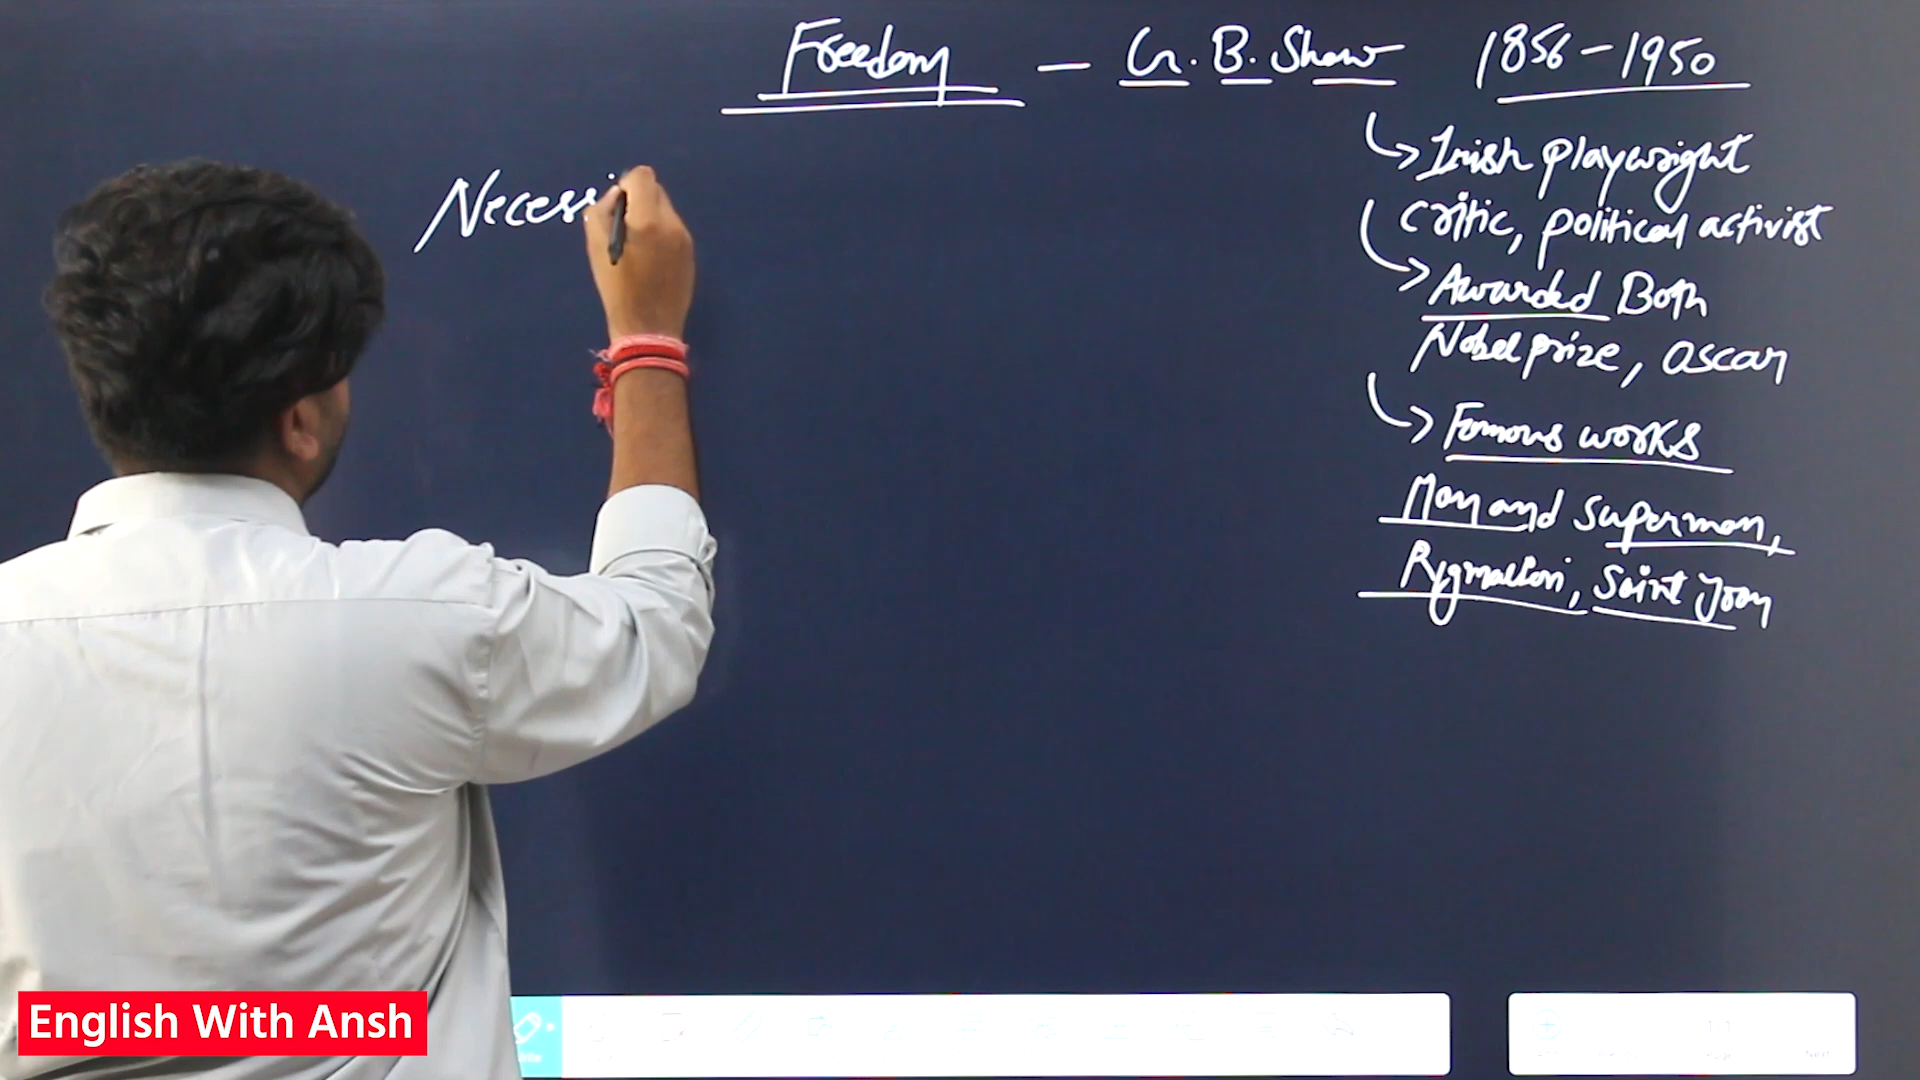 Freedom - G. B. Shaw 1856-1950
Irish playwright
critic, political activist
Awarded Both
Nobel prize, oscar
Famous works
Man and Superman,
Pygmalion, Saint Joan
Necessi
English With Ansh